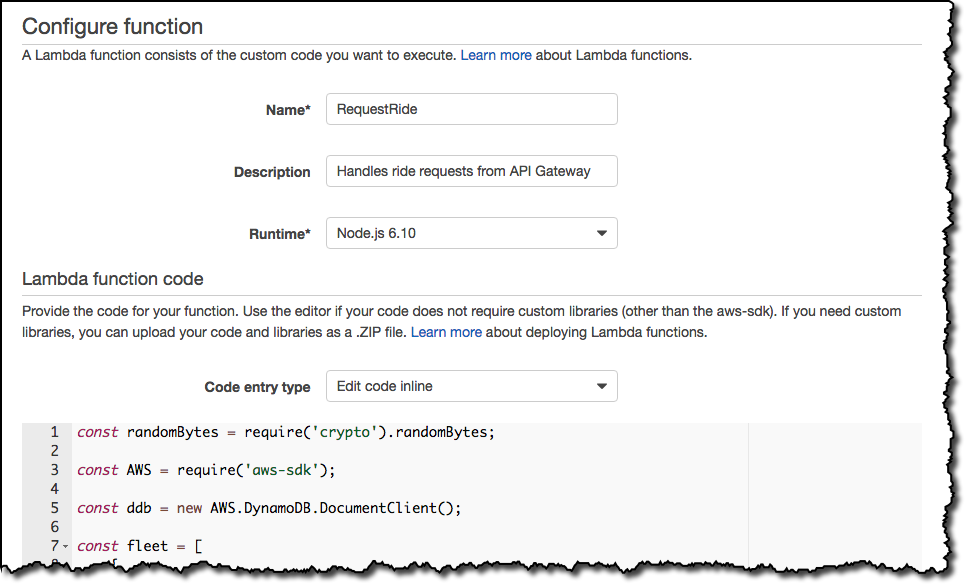 Configure function
A Lambda function consists of the custom code you want to execute. Learn more about Lambda functions.
Name* RequestRide
Description Handles ride requests from API Gateway
Runtime* Node.js 6.10
Lambda function code
Provide the code for your function. Use the editor if your code does not require custom libraries (other than the aws-sdk). If you need custom
libraries, you can upload your code and libraries as a .ZIP file. Learn more about deploying Lambda functions.
Code entry type Edit code inline
1 const randomBytes = require('crypto').randomBytes;
2
3 const AWS = require('aws-sdk');
4
5 const ddb = new AWS.DynamoDB.DocumentClient();
6
7 const fleet = [